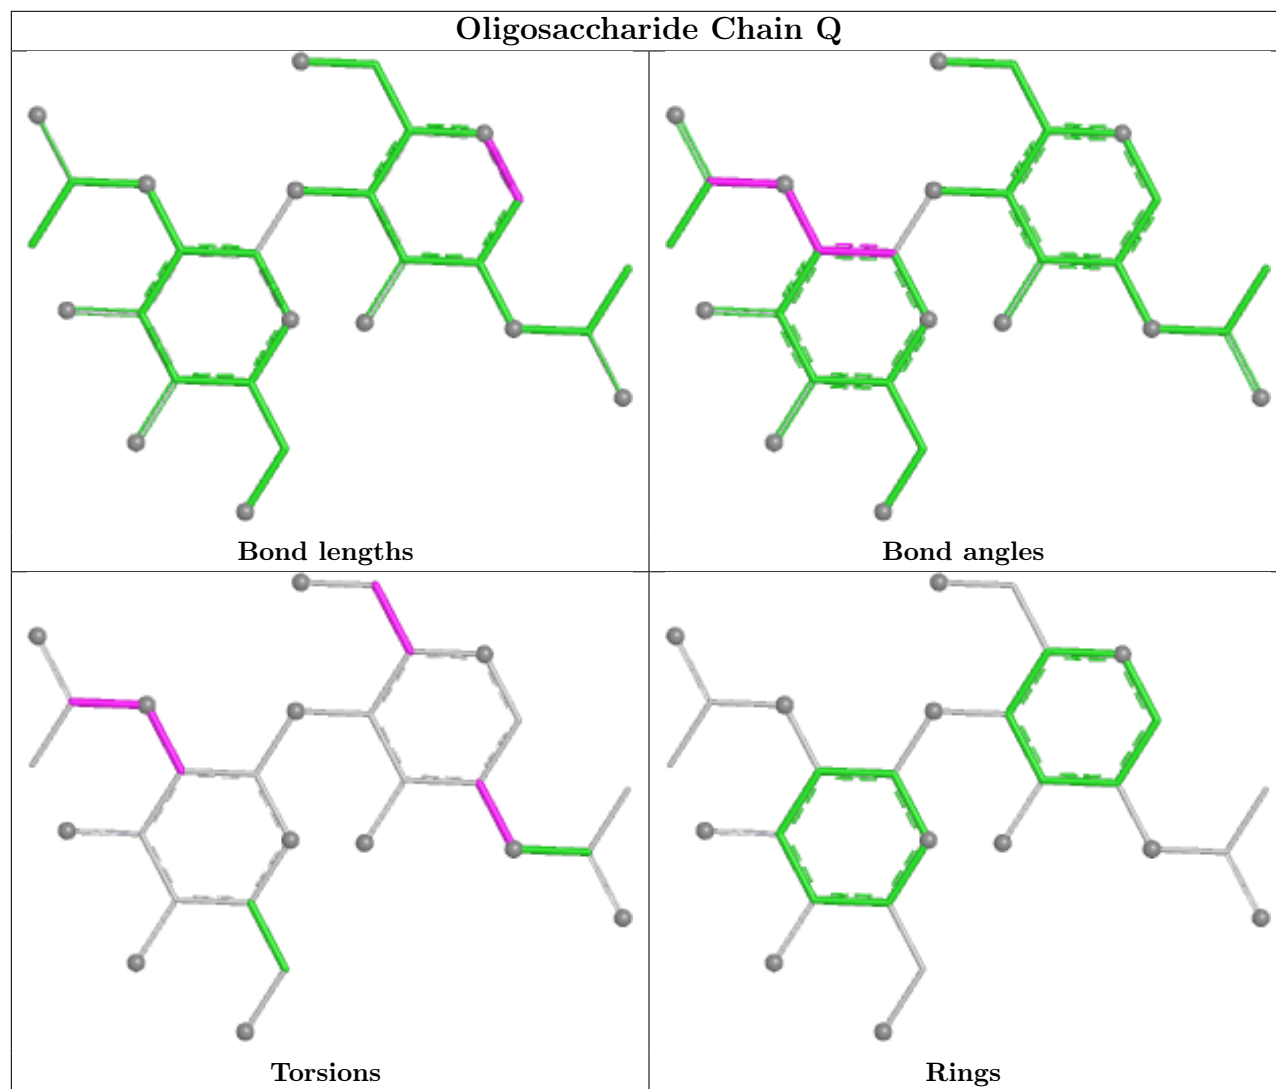 Oligosaccharide Chain Q
Bond lengths
Bond angles
Torsions
Rings